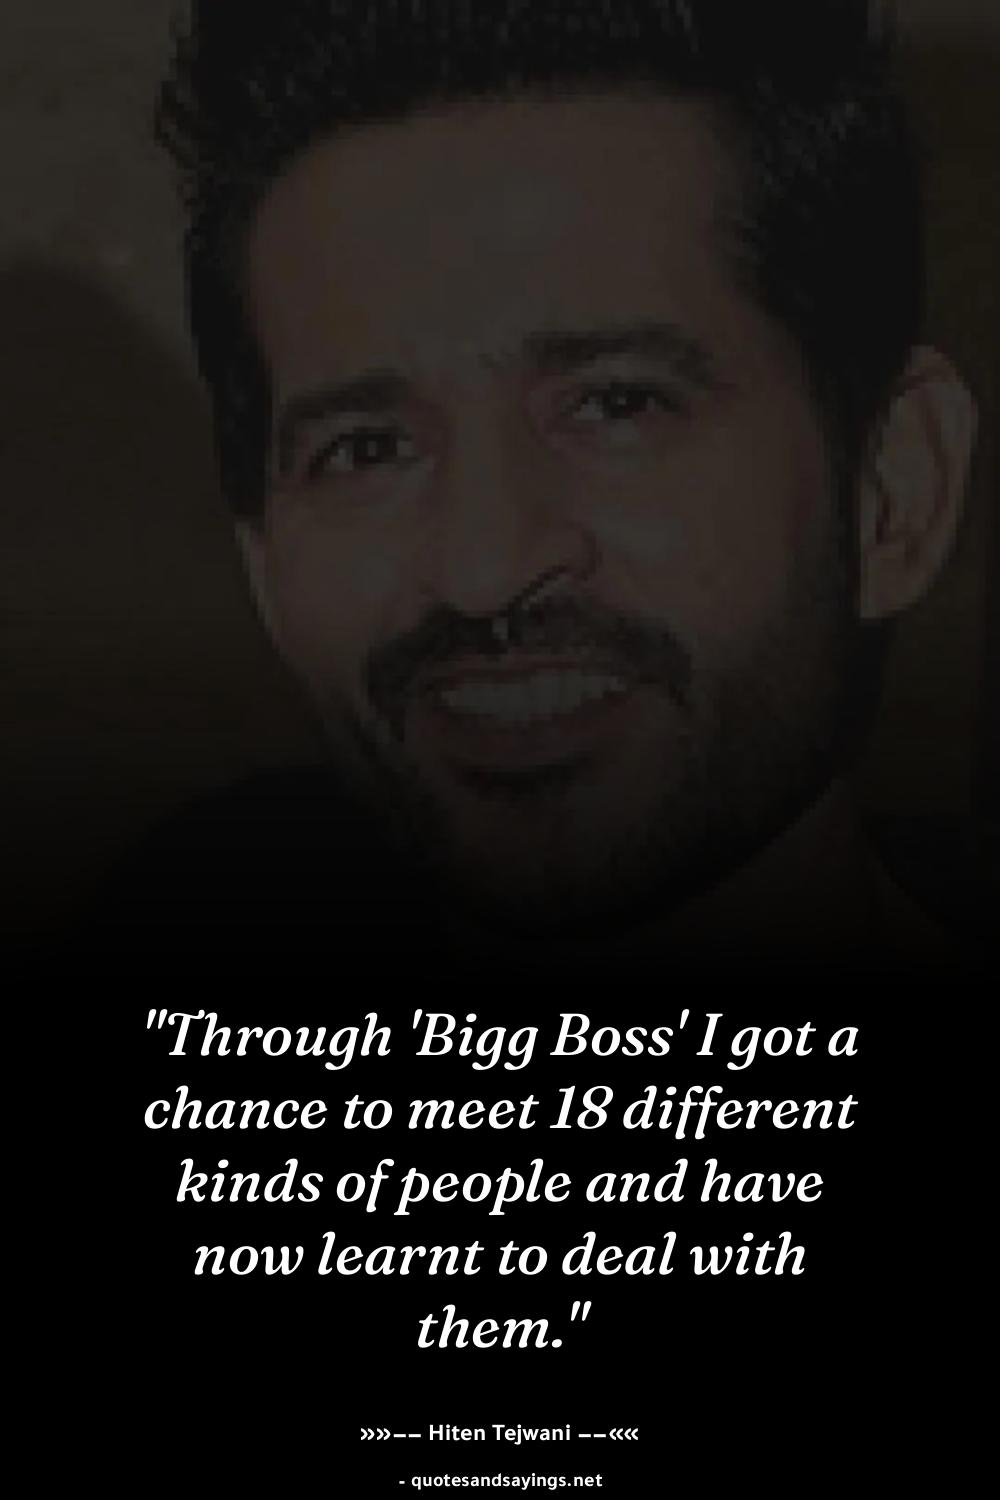 "Through 'Bigg Boss' I got a
chance to meet 18 different
kinds of people and have
now learnt to deal with
them."
»»–– Hiten Tejwani ––««
- quotesandsayings.net